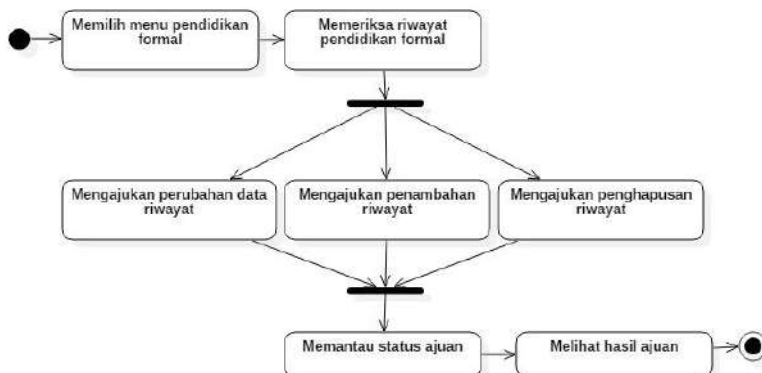 Memilih menu pendidikan
formal
Memeriksa riwayat
pendidikan formal
Mengajukan perubahan data
riwayat
Mengajukan penambahan
riwayat
Mengajukan penghapusan
riwayat
Memantau status ajuan
Melihat hasil ajuan